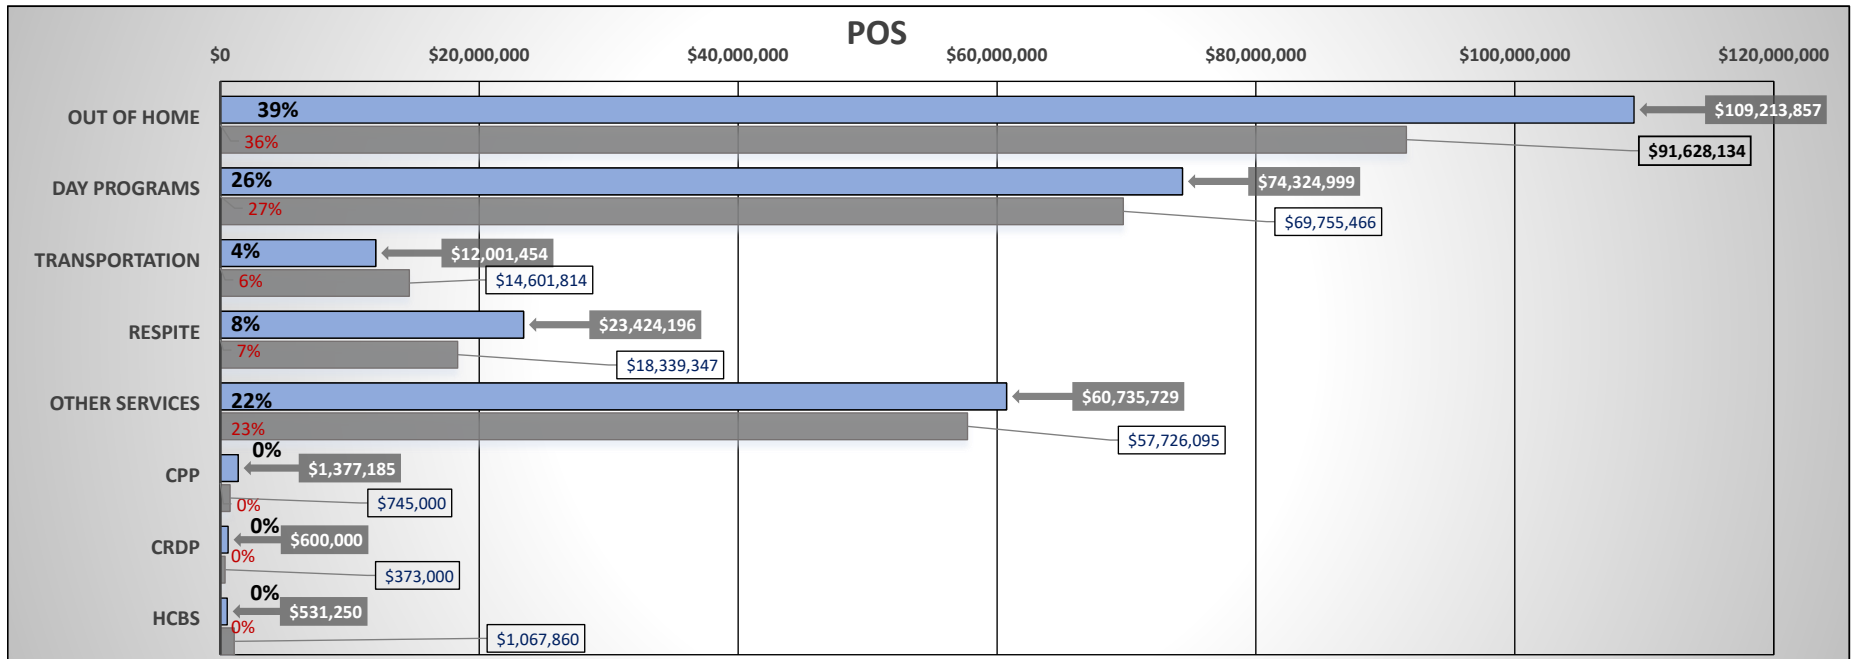 POS
$0 $20,000,000 $40,000,000 $60,000,000 $80,000,000 $100,000,000 $120,000,000
OUT OF HOME 39% $109,213,857
36% $91,628,134
DAY PROGRAMS 26% $74,324,999
27% $69,755,466
TRANSPORTATION 4% $12,001,454
6% $14,601,814
RESPITE 8% $23,424,196
7% $18,339,347
OTHER SERVICES 22% $60,735,729
23% $57,726,095
CPP 0% $1,377,185
0% $745,000
CRDP 0% $600,000
0% $373,000
HCBS 0% $531,250
0% $1,067,860